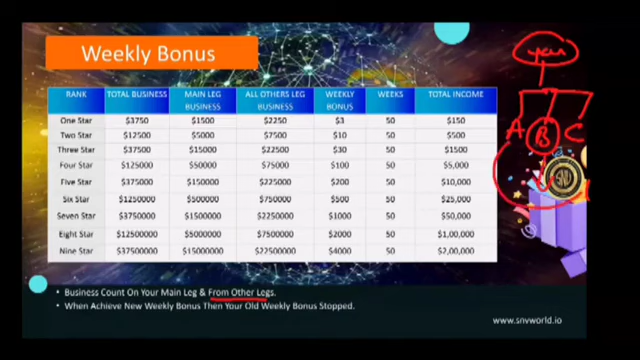 Weekly Bonus
you
RANK TOTAL BUSINESS MAIN LEG BUSINESS ALL OTHERS LEG BUSINESS WEEKLY BONUS WEEKS TOTAL INCOME
One Star $3750 $1500 $2250 $3 50 $150
Two Star $12500 $5000 $7500 $10 50 $500
Three Star $37500 $15000 $22500 $30 50 $1500
Four Star $125000 $50000 $75000 $100 50 $5,000
Five Star $375000 $150000 $225000 $200 50 $10,000
Six Star $1250000 $500000 $750000 $500 50 $25,000
Seven Star $3750000 $1500000 $2250000 $1000 50 $50,000
Eight Star $12500000 $5000000 $7500000 $2000 50 $1,00,000
Nine Star $37500000 $15000000 $22500000 $4000 50 $2,00,000
A B C
SNV
• Business Count On Your Main Leg & From Other Legs.
• When Achieve New Weekly Bonus Then Your Old Weekly Bonus Stopped.
www.snvworld.io